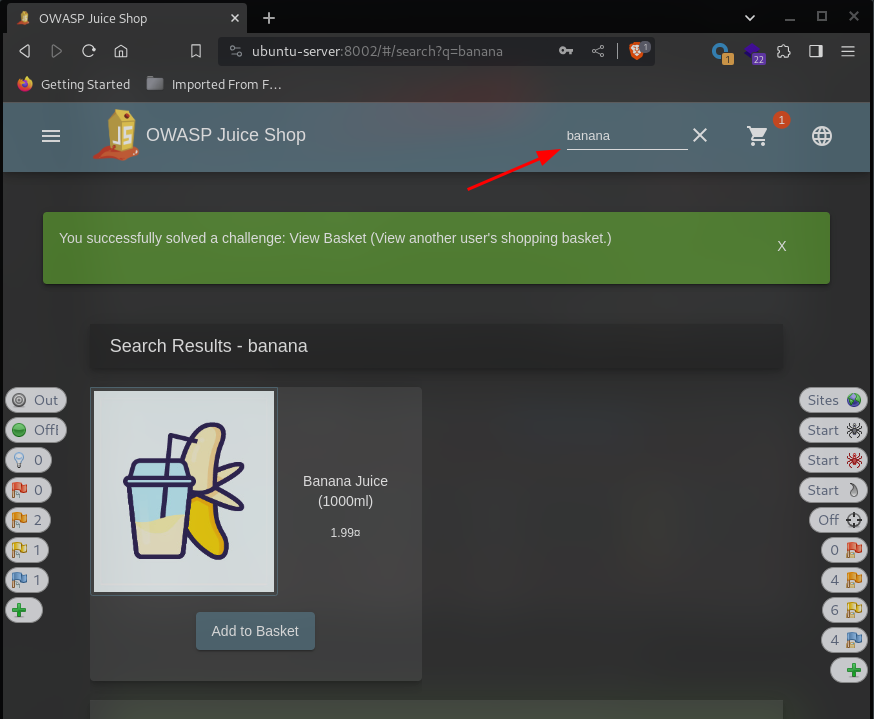 OWASP Juice Shop
ubuntu-server:8002/#/search?q=banana
1
1
22
Getting Started
Imported From F...
JS
OWASP Juice Shop
banana
1
You successfully solved a challenge: View Basket (View another user's shopping basket.)
X
Search Results - banana
Banana Juice
(1000ml)
1.99¤
Add to Basket
Out
Off
0
0
2
1
1
Sites
Start
Start
Start
Off
0
4
6
4